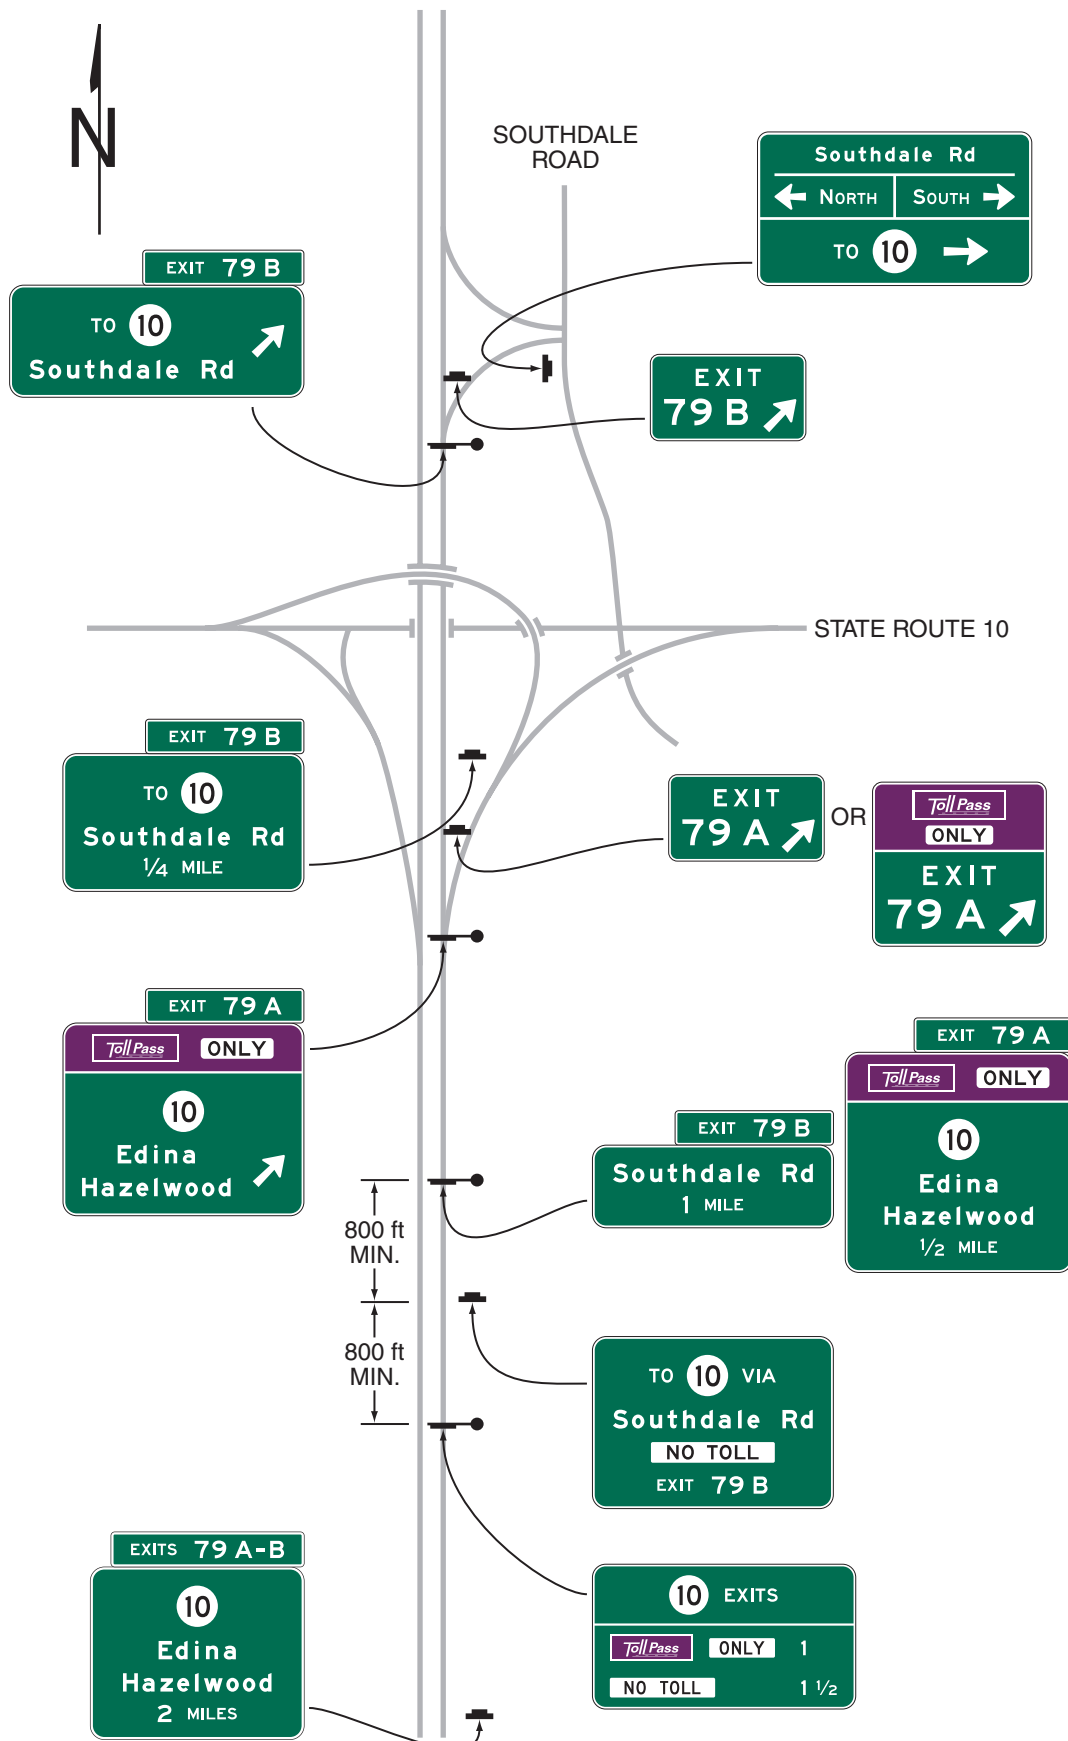 N
SOUTHDALE
ROAD
Southdale Rd
NORTH SOUTH
TO 10
EXIT 79 B
TO 10
Southdale Rd
EXIT
79 B
STATE ROUTE 10
EXIT 79 B
TO 10
Southdale Rd
1/4 MILE
EXIT
79 A
OR
Toll Pass
ONLY
EXIT
79 A
EXIT 79 A
Toll Pass ONLY
10
Edina
Hazelwood
EXIT 79 A
Toll Pass ONLY
10
Edina
Hazelwood
1/2 MILE
EXIT 79 B
Southdale Rd
1 MILE
800 ft
MIN.
800 ft
MIN.
TO 10 VIA
Southdale Rd
NO TOLL
EXIT 79 B
EXITS 79 A-B
10
Edina
Hazelwood
2 MILES
10 EXITS
Toll Pass ONLY 1
NO TOLL 1 1/2